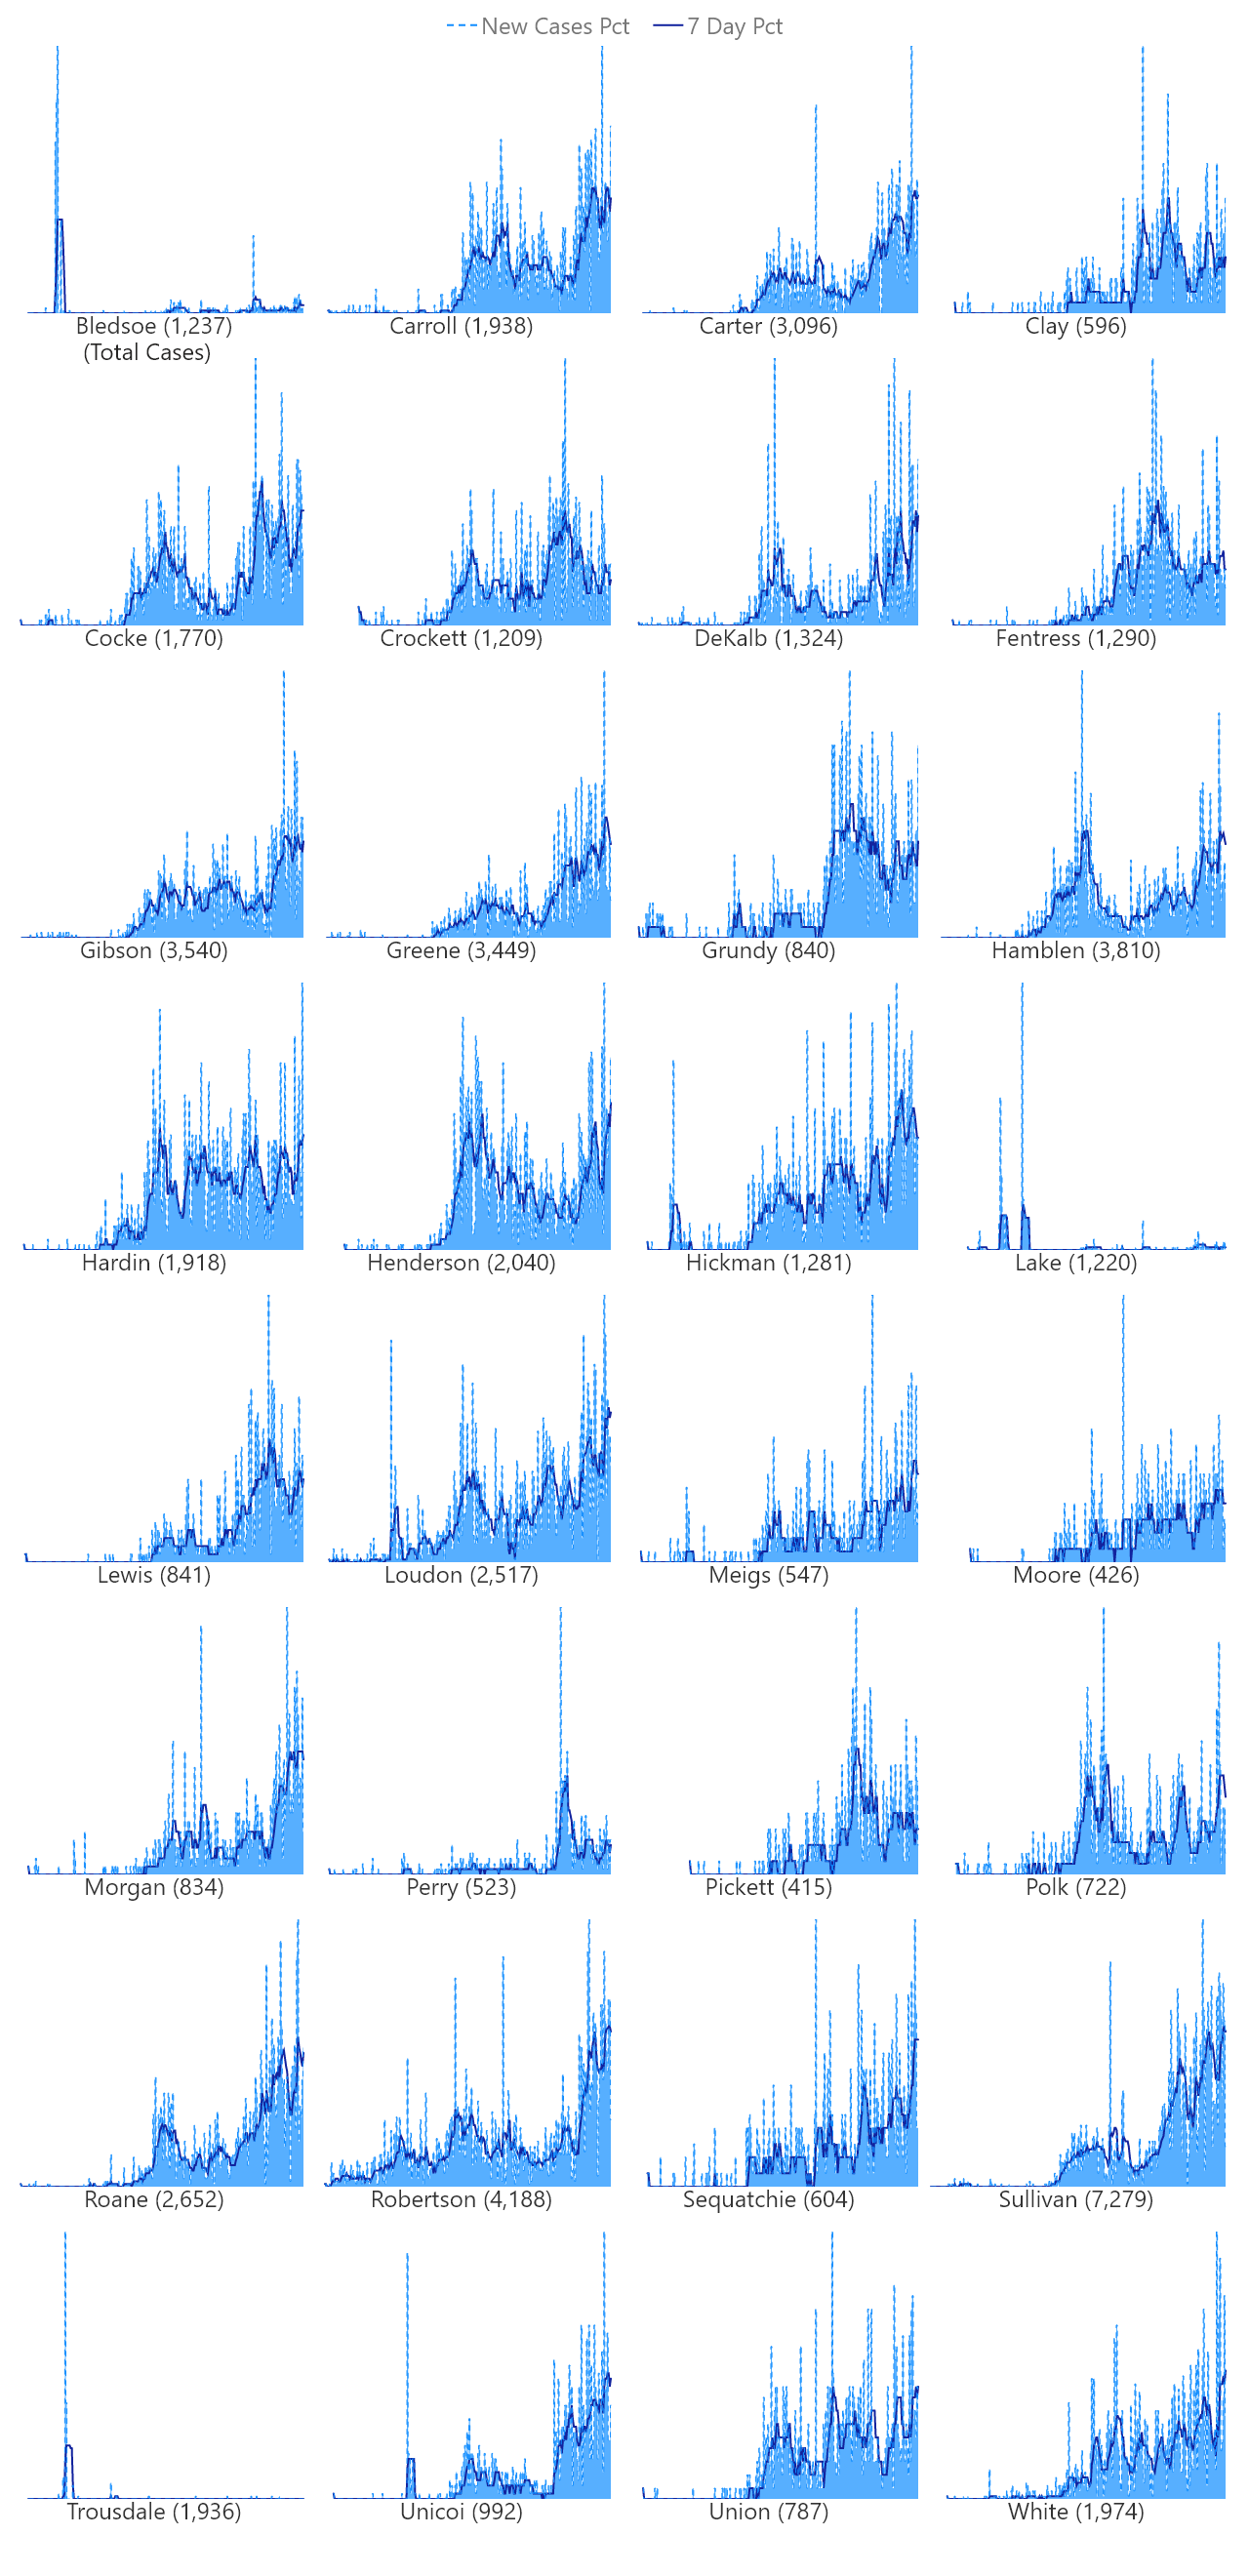 New Cases Pct 7 Day Pct
Bledsoe (1,237) Carroll (1,938) Carter (3,096) Clay (596)
(Total Cases)
Cocke (1,770) Crockett (1,209) DeKalb (1,324) Fentress (1,290)
Gibson (3,540) Greene (3,449) Grundy (840) Hamblen (3,810)
Hardin (1,918) Henderson (2,040) Hickman (1,281) Lake (1,220)
Lewis (841) Loudon (2,517) Meigs (547) Moore (426)
Morgan (834) Perry (523) Pickett (415) Polk (722)
Roane (2,652) Robertson (4,188) Sequatchie (604) Sullivan (7,279)
Trousdale (1,936) Unicoi (992) Union (787) White (1,974)